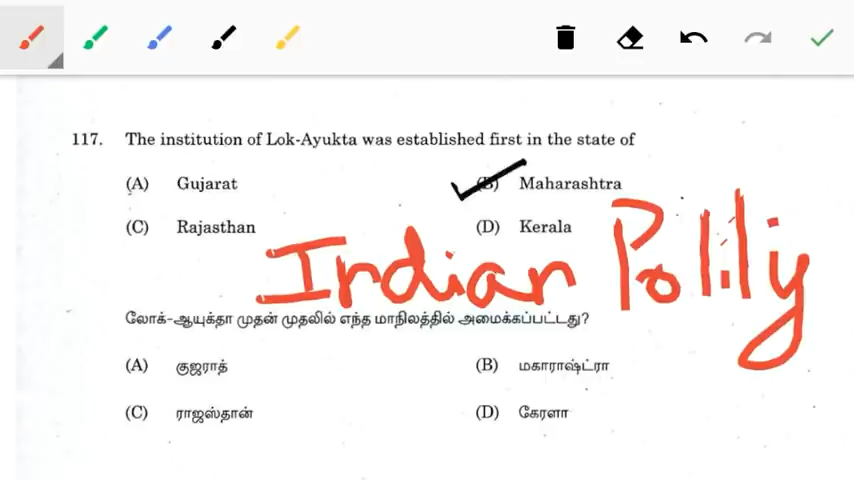 117. The institution of Lok-Ayukta was established first in the state of
(A) Gujarat (B) Maharashtra
(C) Rajasthan (D) Kerala
Indian Polity
லோக்-ஆயுக்தா முதன் முதலில் எந்த மாநிலத்தில் அமைக்கப்பட்டது?
(A) குஜராத் (B) மகாராஷ்ட்ரா
(C) ராஜஸ்தான் (D) கேரளா